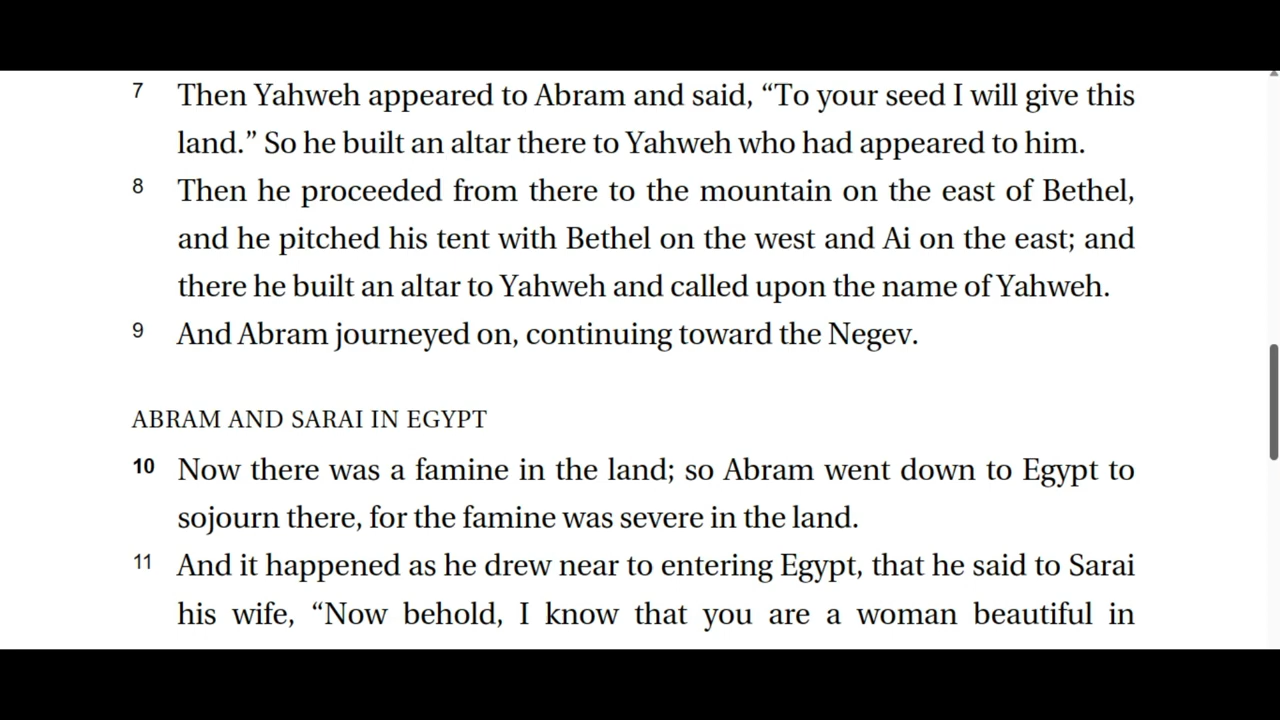 7 Then Yahweh appeared to Abram and said, “To your seed I will give this
land.” So he built an altar there to Yahweh who had appeared to him.
8 Then he proceeded from there to the mountain on the east of Bethel,
and he pitched his tent with Bethel on the west and Ai on the east; and
there he built an altar to Yahweh and called upon the name of Yahweh.
9 And Abram journeyed on, continuing toward the Negev.
ABRAM AND SARAI IN EGYPT
10 Now there was a famine in the land; so Abram went down to Egypt to
sojourn there, for the famine was severe in the land.
11 And it happened as he drew near to entering Egypt, that he said to Sarai
his wife, “Now behold, I know that you are a woman beautiful in